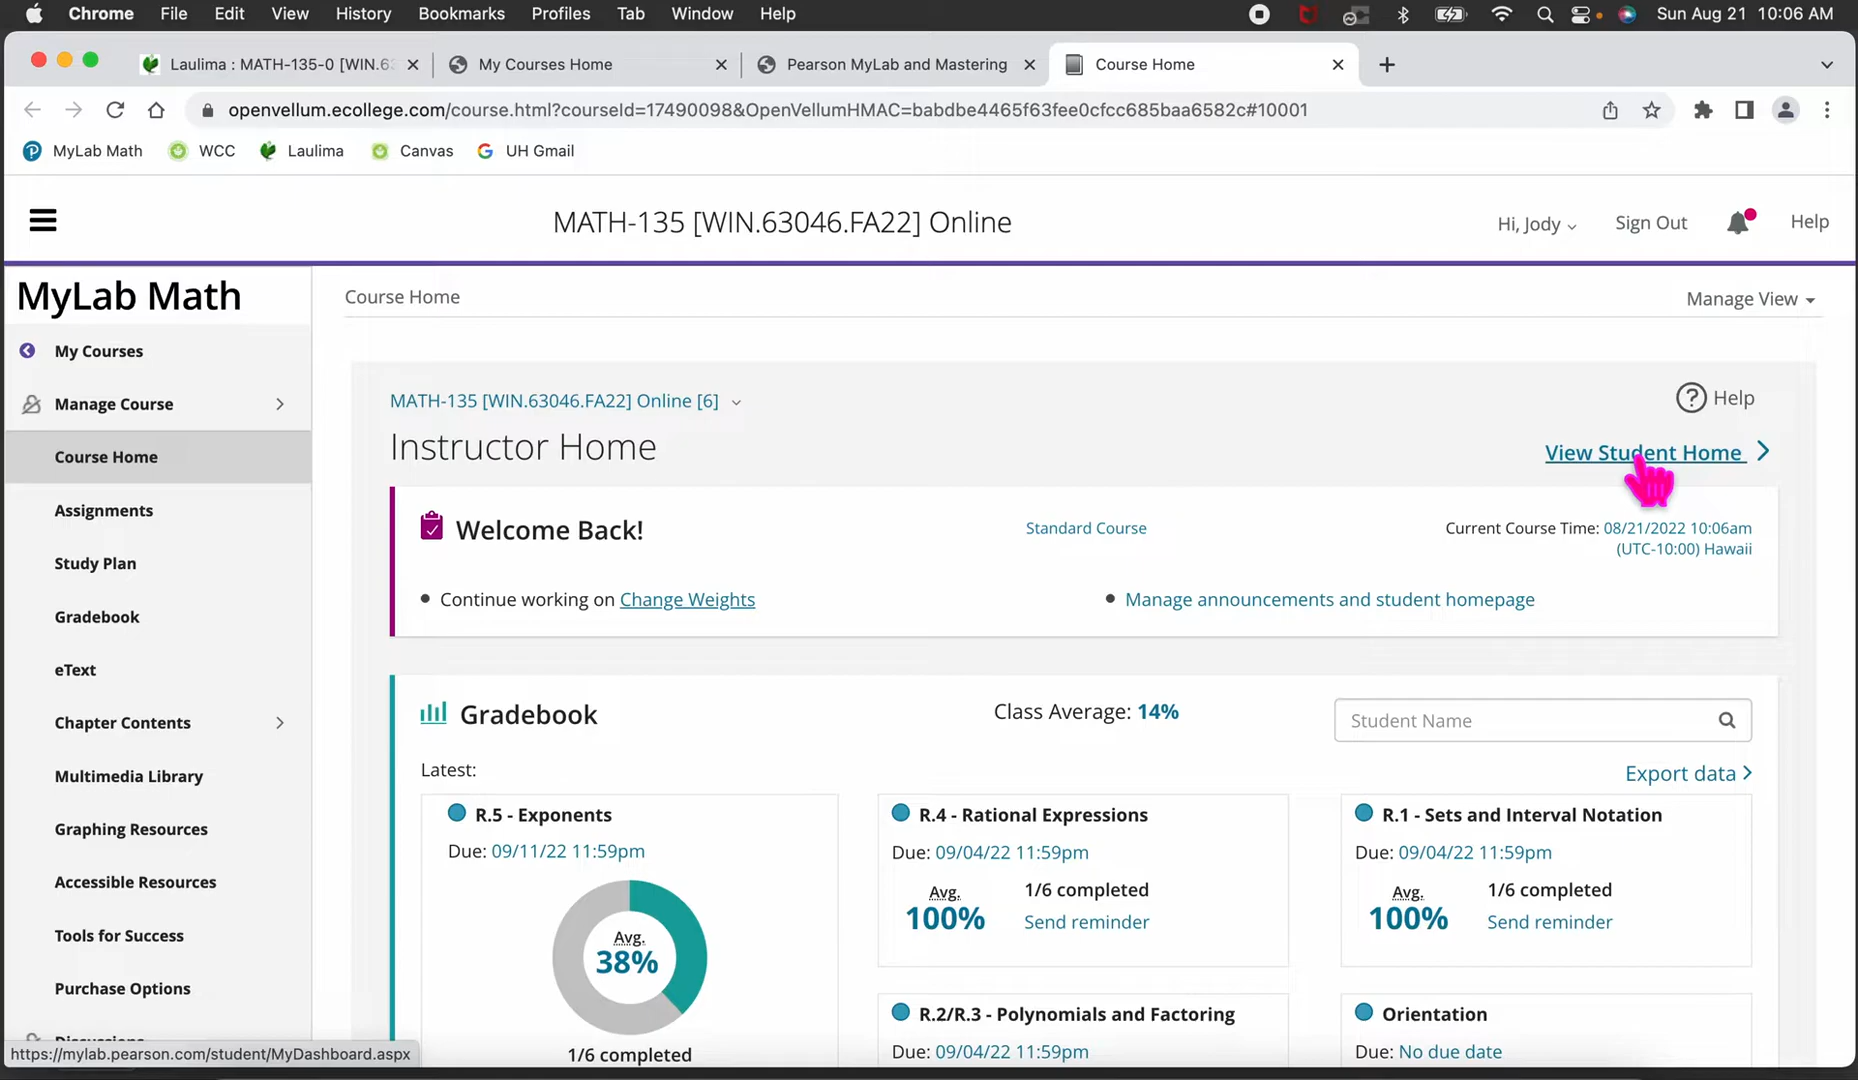 Chrome File Edit View History Bookmarks Profiles Tab Window Help Sun Aug 21 10:06 AM
Laulima : MATH-135-0 [WIN.63 My Courses Home Pearson MyLab and Mastering Course Home
openvellum.ecollege.com/course.html?courseId=17490098&OpenVellumHMAC=babdbe4465f63fee0cfcc685baa6582c#10001
MyLab Math WCC Laulima Canvas UH Gmail
MATH-135 [WIN.63046.FA22] Online
Hi, Jody Sign Out Help
MyLab Math
Course Home
Manage View
My Courses
Manage Course
Course Home
Assignments
Study Plan
Gradebook
eText
Chapter Contents
Multimedia Library
Graphing Resources
Accessible Resources
Tools for Success
Purchase Options
https://mylab.pearson.com/student/MyDashboard.aspx
MATH-135 [WIN.63046.FA22] Online [6]
? Help
Instructor Home
View Student Home
Welcome Back!
Standard Course
Current Course Time: 08/21/2022 10:06am
(UTC-10:00) Hawaii
• Continue working on Change Weights
• Manage announcements and student homepage
Gradebook
Class Average: 14%
Student Name
Latest:
Export data
R.5 - Exponents
Due: 09/11/22 11:59pm
Avg.
38%
1/6 completed
R.4 - Rational Expressions
Due: 09/04/22 11:59pm
Avg. 1/6 completed
100% Send reminder
R.1 - Sets and Interval Notation
Due: 09/04/22 11:59pm
Avg. 1/6 completed
100% Send reminder
R.2/R.3 - Polynomials and Factoring
Due: 09/04/22 11:59pm
Orientation
Due: No due date